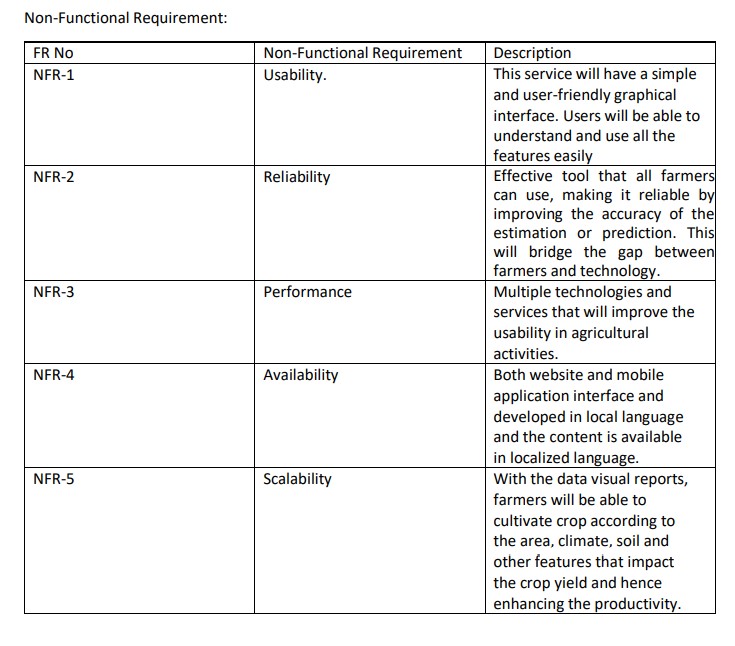 Non-Functional Requirement:
FR No Non-Functional Requirement Description
NFR-1 Usability. This service will have a simple
and user-friendly graphical
interface. Users will be able to
understand and use all the
features easily
NFR-2 Reliability Effective tool that all farmers
can use, making it reliable by
improving the accuracy of the
estimation or prediction. This
will bridge the gap between
farmers and technology.
NFR-3 Performance Multiple technologies and
services that will improve the
usability in agricultural
activities.
NFR-4 Availability Both website and mobile
application interface and
developed in local language
and the content is available
in localized language.
NFR-5 Scalability With the data visual reports,
farmers will be able to
cultivate crop according to
the area, climate, soil and
other features that impact
the crop yield and hence
enhancing the productivity.